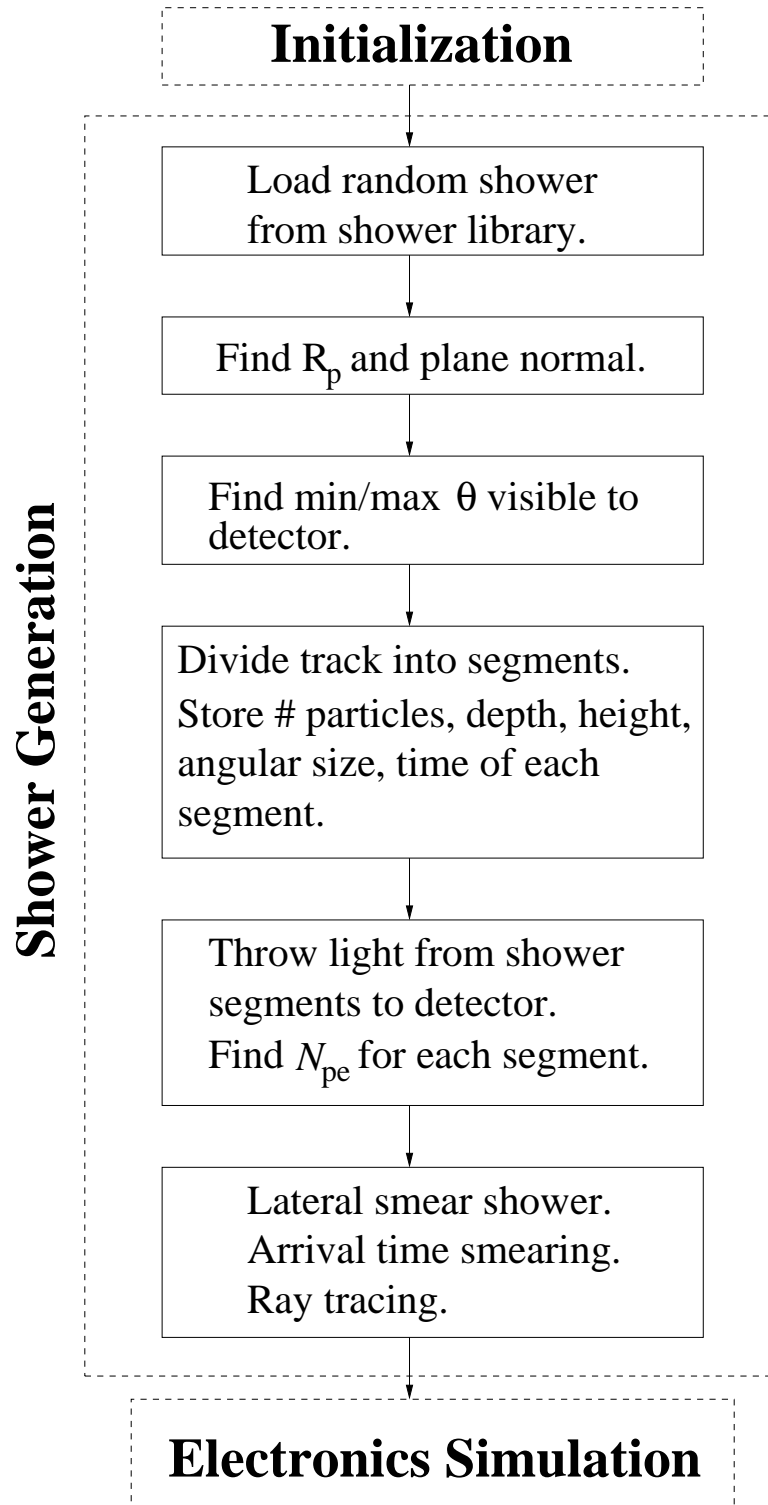 Initialization
Load random shower
from shower library.
Find Rp and plane normal.
Find min/max θ visible to
detector.
Divide track into segments.
Store # particles, depth, height,
angular size, time of each
segment.
Throw light from shower
segments to detector.
Find Npe for each segment.
Lateral smear shower.
Arrival time smearing.
Ray tracing.
Shower Generation
Electronics Simulation